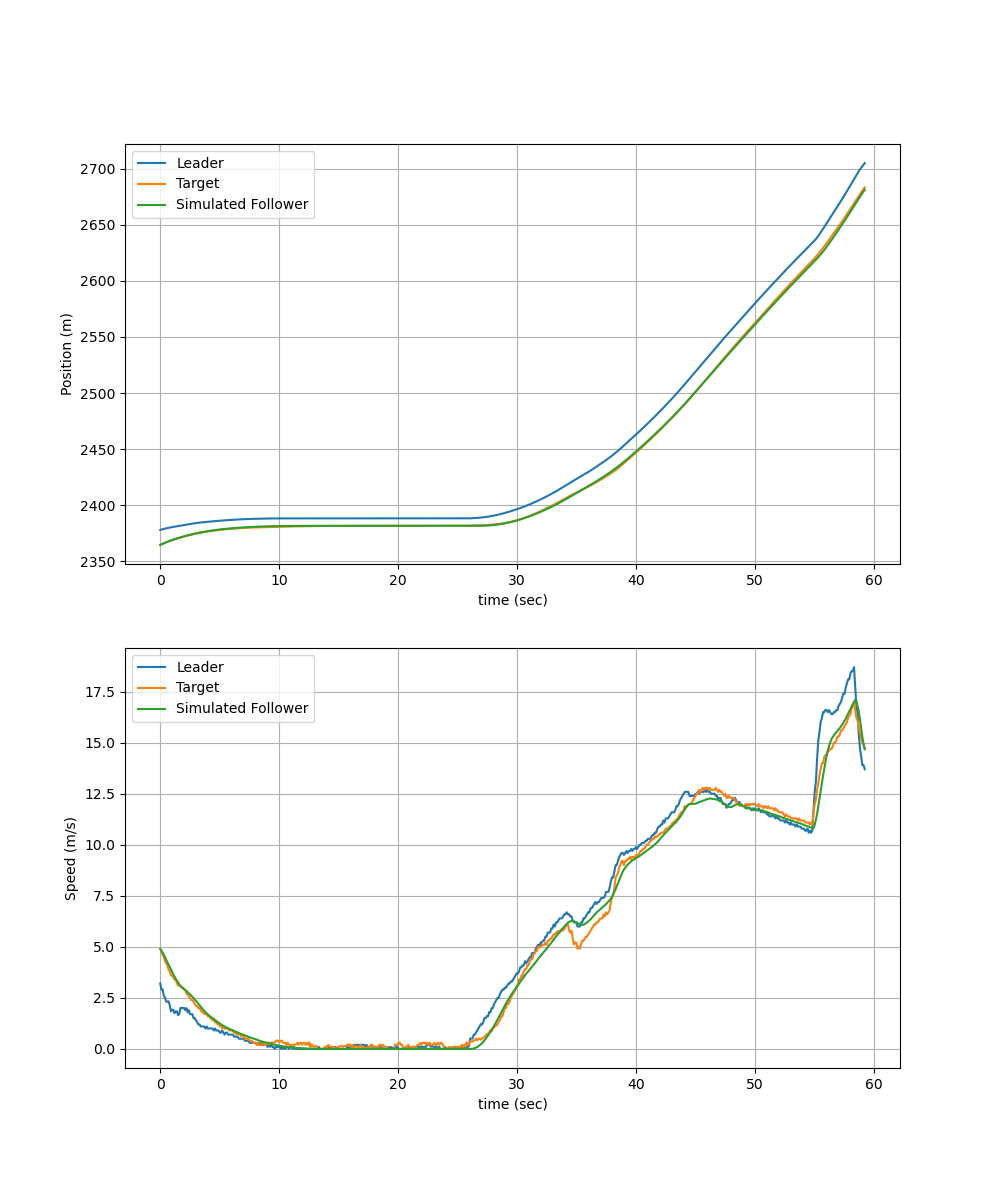 Leader
Target
Simulated Follower
2700
2650
2600
2550
2500
2450
2400
2350
Position (m)
0 10 20 30 40 50 60
time (sec)
Leader
Target
Simulated Follower
17.5
15.0
12.5
10.0
7.5
5.0
2.5
0.0
Speed (m/s)
0 10 20 30 40 50 60
time (sec)